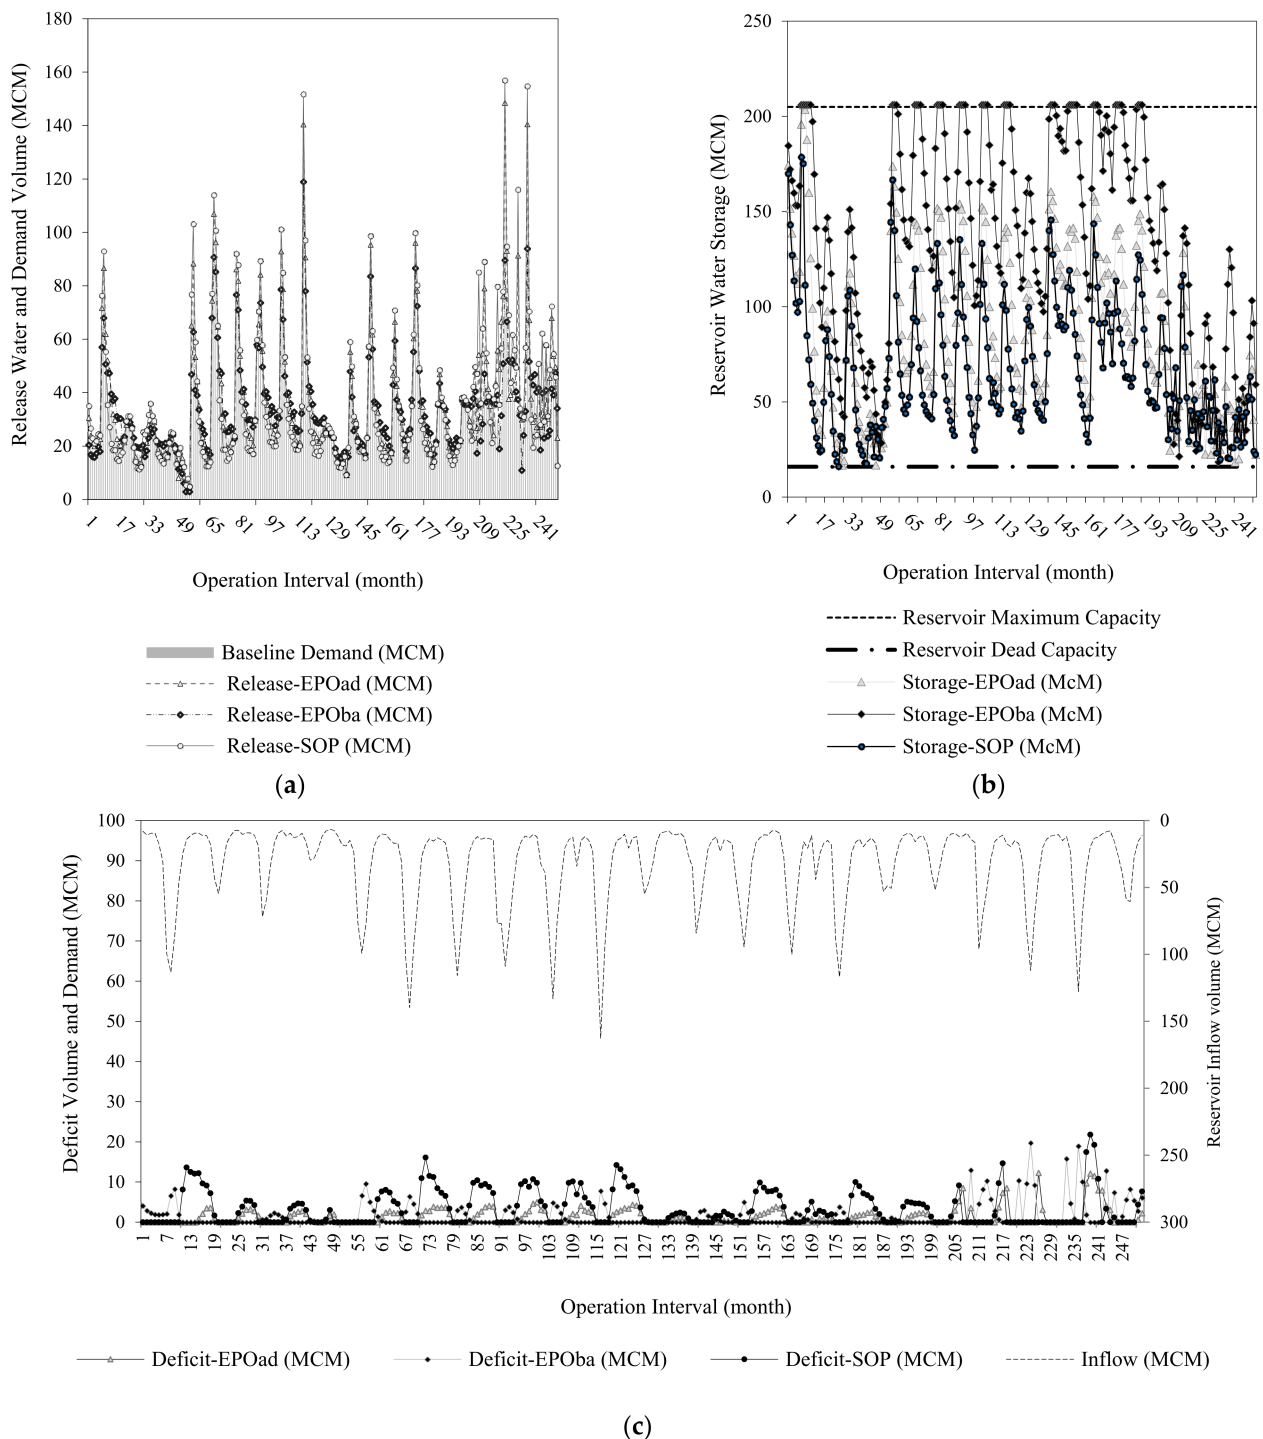 180
160
140
120
100
80
60
40
20
0
Release Water and Demand Volume (MCM)
1 17 33 49 65 81 97 113 129 145 161 177 193 209 225 241
Operation Interval (month)
Baseline Demand (MCM)
Release-EPOad (MCM)
Release-EPOba (MCM)
Release-SOP (MCM)
(a)
250
200
150
100
50
0
Reservoir Water Storage (MCM)
1 17 33 49 65 81 97 113 129 145 161 177 193 209 225 241
Operation Interval (month)
Reservoir Maximum Capacity
Reservoir Dead Capacity
Storage-EPOad (McM)
Storage-EPOba (McM)
Storage-SOP (McM)
(b)
100
90
80
70
60
50
40
30
20
10
0
Deficit Volume and Demand (MCM)
0
50
100
150
200
250
300
Reservoir Inflow volume (MCM)
1 7 13 19 25 31 37 43 49 55 61 67 73 79 85 91 97 103 109 115 121 127 133 139 145 151 157 163 169 175 181 187 193 199 205 211 217 223 229 235 241 247
Operation Interval (month)
Deficit-EPOad (MCM) Deficit-EPOba (MCM) Deficit-SOP (MCM) Inflow (MCM)
(c)